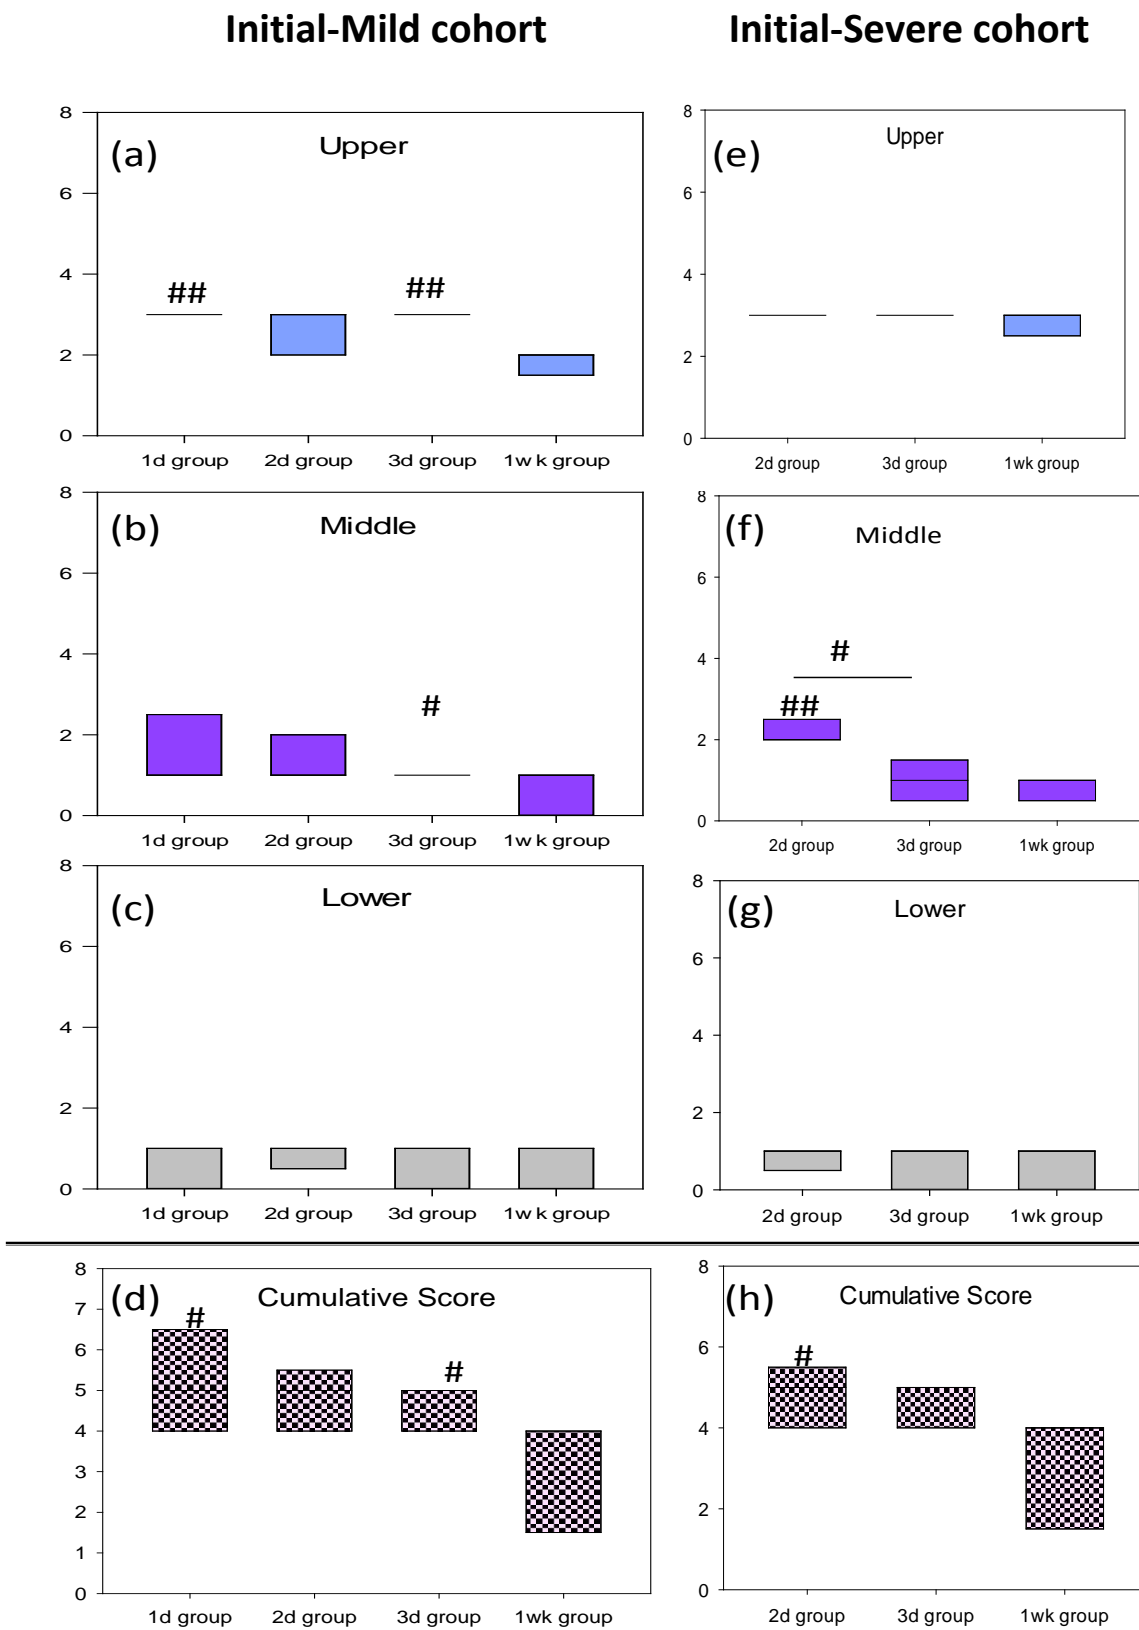 Initial-Mild cohort
Initial-Severe cohort
(a)
Upper
8
6
4
2
0
##
##
1d group 2d group 3d group 1wk group
(e)
Upper
8
6
4
2
0
2d group 3d group 1wk group
(b)
Middle
8
6
4
2
0
#
1d group 2d group 3d group 1wk group
(f)
Middle
8
6
4
2
0
#
##
2d group 3d group 1wk group
(c)
Lower
8
6
4
2
0
1d group 2d group 3d group 1wk group
(g)
Lower
8
6
4
2
0
2d group 3d group 1wk group
(d)
Cumulative Score
8
7
6
5
4
3
2
1
0
#
#
1d group 2d group 3d group 1wk group
(h)
Cumulative Score
8
6
4
2
0
#
2d group 3d group 1wk group